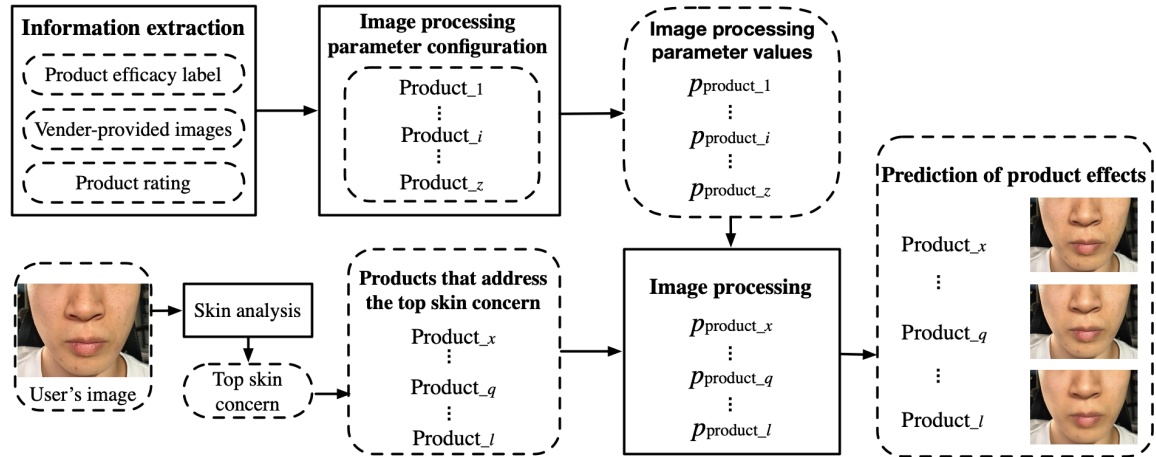 Information extraction
Product efficacy label
Vender-provided images
Product rating
Image processing
parameter configuration
Product_1
⋮
Product_i
⋮
Product_z
Image processing
parameter values
pproduct_1
⋮
pproduct_i
⋮
pproduct_z
User's image
Skin analysis
Top skin
concern
Products that address
the top skin concern
Product_x
⋮
Product_q
⋮
Product_l
Image processing
pproduct_x
⋮
pproduct_q
⋮
pproduct_l
Prediction of product effects
Product_x
⋮
Product_q
⋮
Product_l